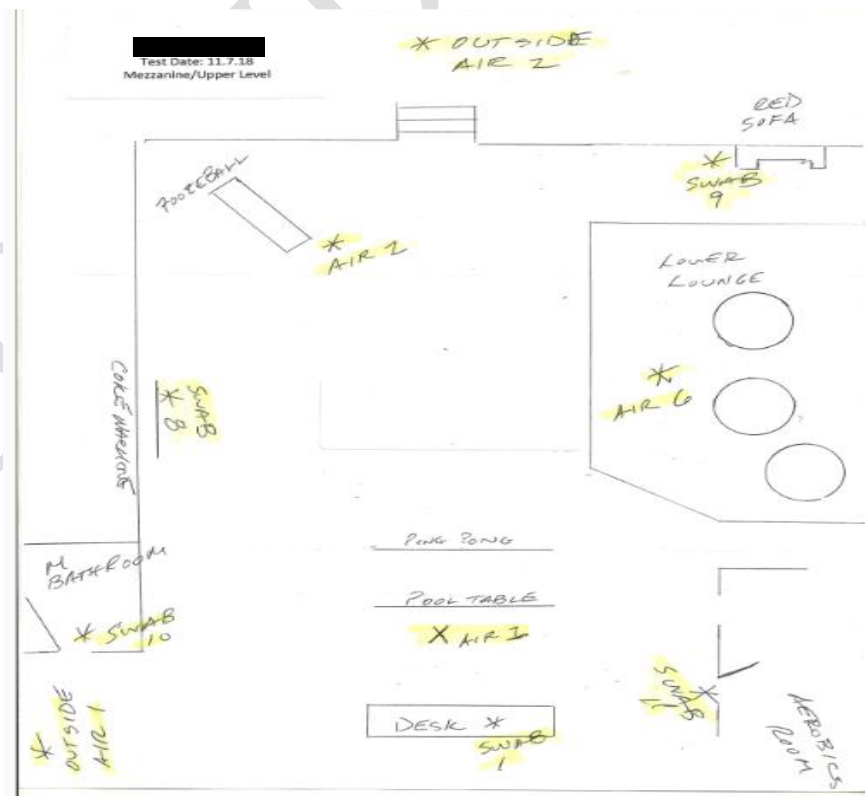 Test Date: 11.7.18
Mezzanine/Upper Level
* OUTSIDE
AIR 2
RED
SOFA
*
SWAB
9
FOOZEBALL
*
AIR 2
LOWER
LOUNGE
*
AIR 6
COKE MACHINE
SWAB
* 8
PING PONG
M
BATHROOM
* SWAB
10
POOL TABLE
X AIR 1
SWAB *
11
DESK *
SWAB
1
AEROBICS
ROOM
* OUTSIDE
AIR 1